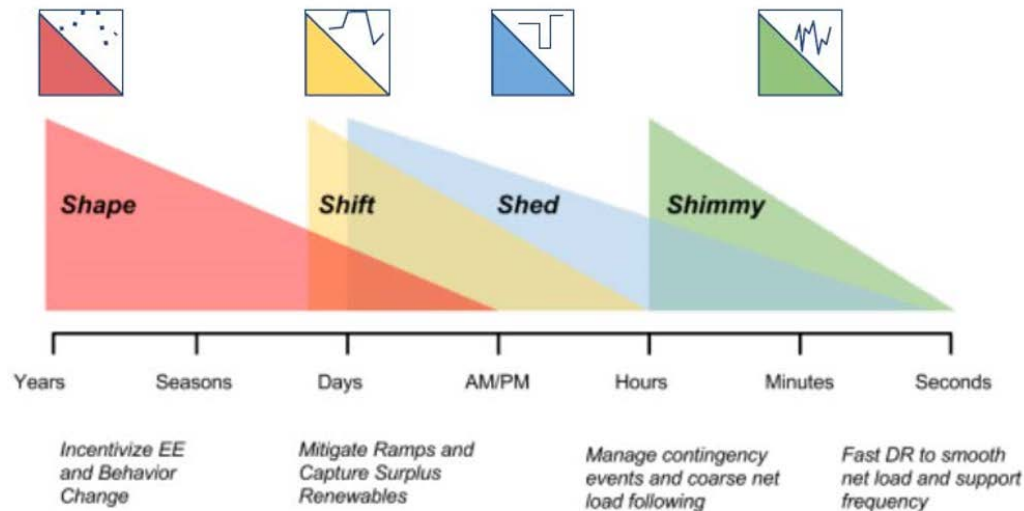 Shape
Shift
Shed
Shimmy
Years
Seasons
Days
AM/PM
Hours
Minutes
Seconds
Incentivize EE
and Behavior
Change
Mitigate Ramps and
Capture Surplus
Renewables
Manage contingency
events and coarse net
load following
Fast DR to smooth
net load and support
frequency